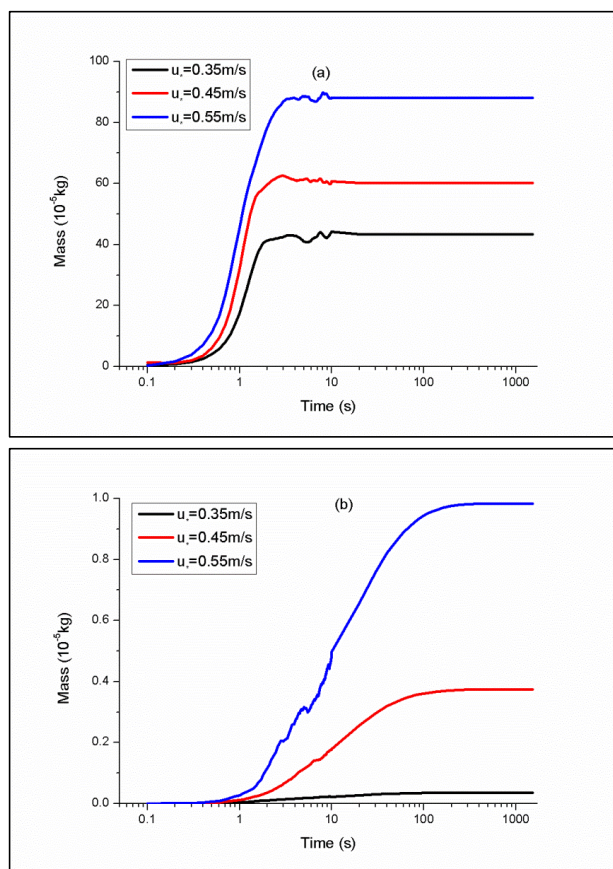 (a)
u*=0.35m/s
u*=0.45m/s
u*=0.55m/s
100
80
60
40
20
0
Mass (10⁻⁵kg)
0.1 1 10 100 1000
Time (s)
(b)
u*=0.35m/s
u*=0.45m/s
u*=0.55m/s
1.0
0.8
0.6
0.4
0.2
0.0
Mass (10⁻⁵kg)
0.1 1 10 100 1000
Time (s)